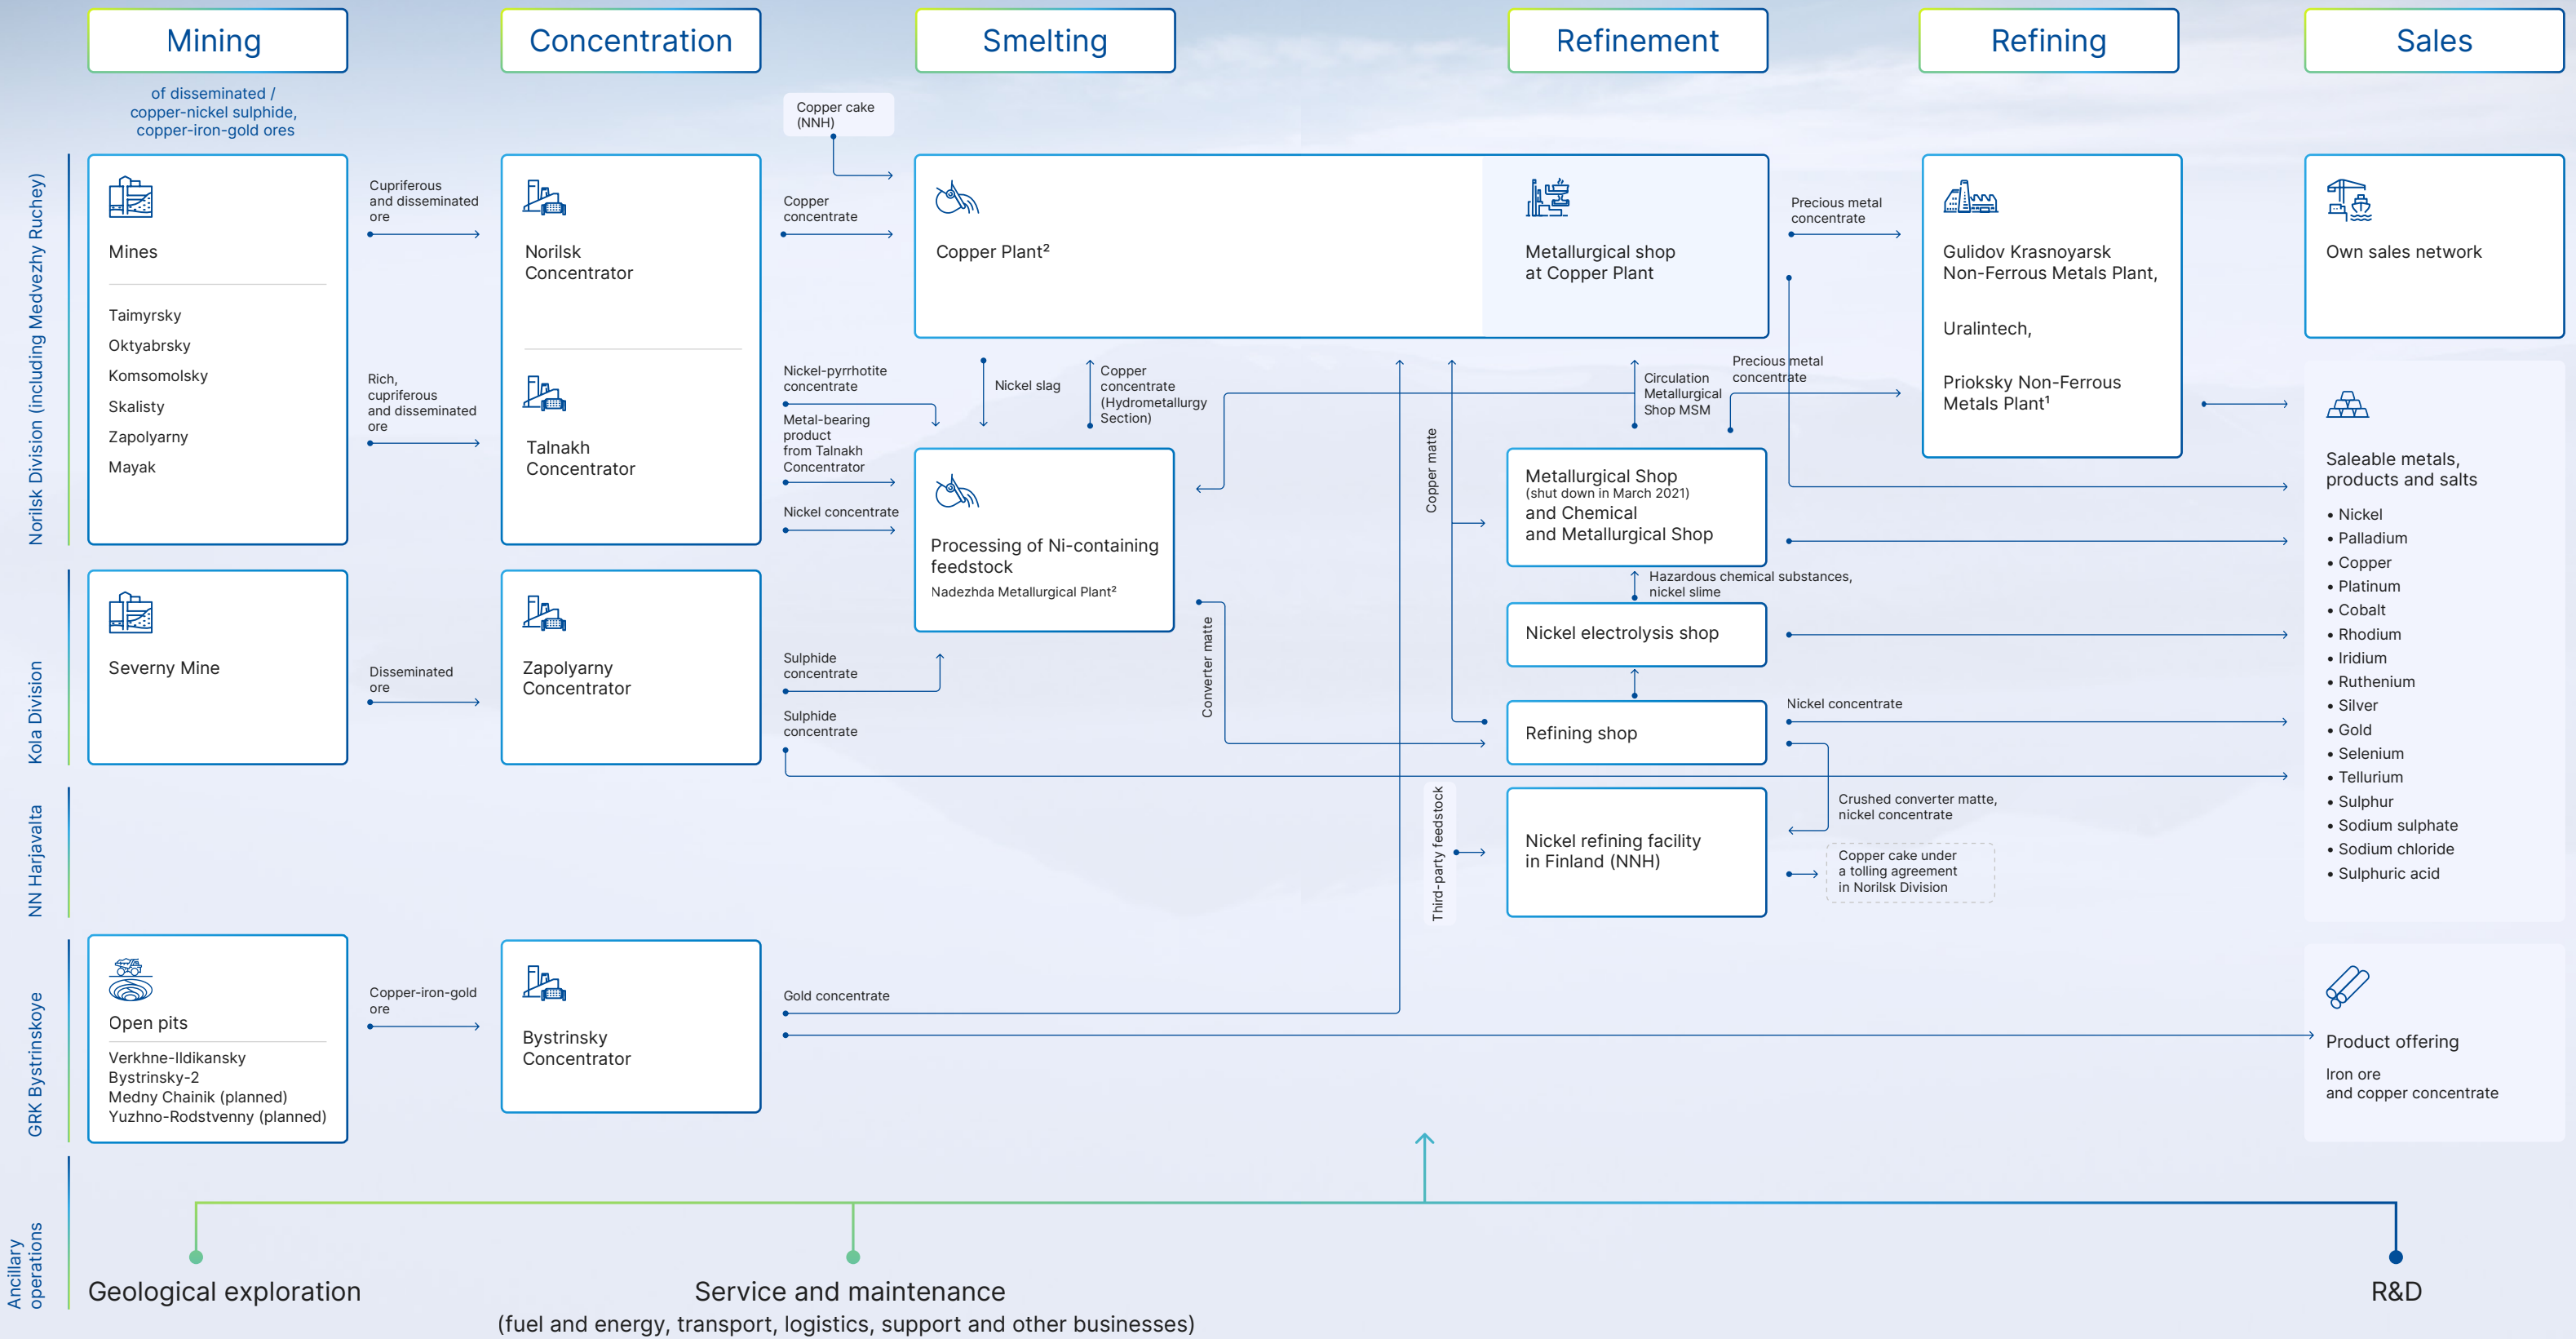 Mining
Concentration
Smelting
Refinement
Refining
Sales
of disseminated /
copper-nickel sulphide,
copper-iron-gold ores
Norilsk Division (including Medvezhy Ruchey)
Mines
Taimyrsky
Oktyabrsky
Komsomolsky
Skalisty
Zapolyarny
Mayak
Cupriferous
and disseminated
ore
Rich,
cupriferous
and disseminated
ore
Norilsk
Concentrator
Talnakh
Concentrator
Copper cake
(NNH)
Copper
concentrate
Nickel-pyrrhotite
concentrate
Metal-bearing
product
from Talnakh
Concentrator
Nickel concentrate
Copper Plant²
Nickel slag
Copper
concentrate
(Hydrometallurgy
Section)
Processing of Ni-containing
feedstock
Nadezhda Metallurgical Plant²
Metallurgical shop
at Copper Plant
Copper matte
Circulation
Metallurgical
Shop MSM
Precious metal
concentrate
Precious metal
concentrate
Metallurgical Shop
(shut down in March 2021)
and Chemical
and Metallurgical Shop
Gulidov Krasnoyarsk
Non-Ferrous Metals Plant,
Uralintech,
Prioksky Non-Ferrous
Metals Plant¹
Own sales network
Saleable metals,
products and salts
• Nickel
• Palladium
• Copper
• Platinum
• Cobalt
• Rhodium
• Iridium
• Ruthenium
• Silver
• Gold
• Selenium
• Tellurium
• Sulphur
• Sodium sulphate
• Sodium chloride
• Sulphuric acid
Kola Division
Severny Mine
Disseminated
ore
Zapolyarny
Concentrator
Sulphide
concentrate
Sulphide
concentrate
Converter matte
Hazardous chemical substances,
nickel slime
Nickel electrolysis shop
Refining shop
Nickel concentrate
Crushed converter matte,
nickel concentrate
NN Harjavalta
Third-party feedstock
Nickel refining facility
in Finland (NNH)
Copper cake under
a tolling agreement
in Norilsk Division
GRK Bystrinskoye
Open pits
Verkhne-Ildikansky
Bystrinsky-2
Medny Chainik (planned)
Yuzhno-Rodstvenny (planned)
Copper-iron-gold
ore
Bystrinsky
Concentrator
Gold concentrate
Product offering
Iron ore
and copper concentrate
Ancillary
operations
Geological exploration
Service and maintenance
(fuel and energy, transport, logistics, support and other businesses)
R&D